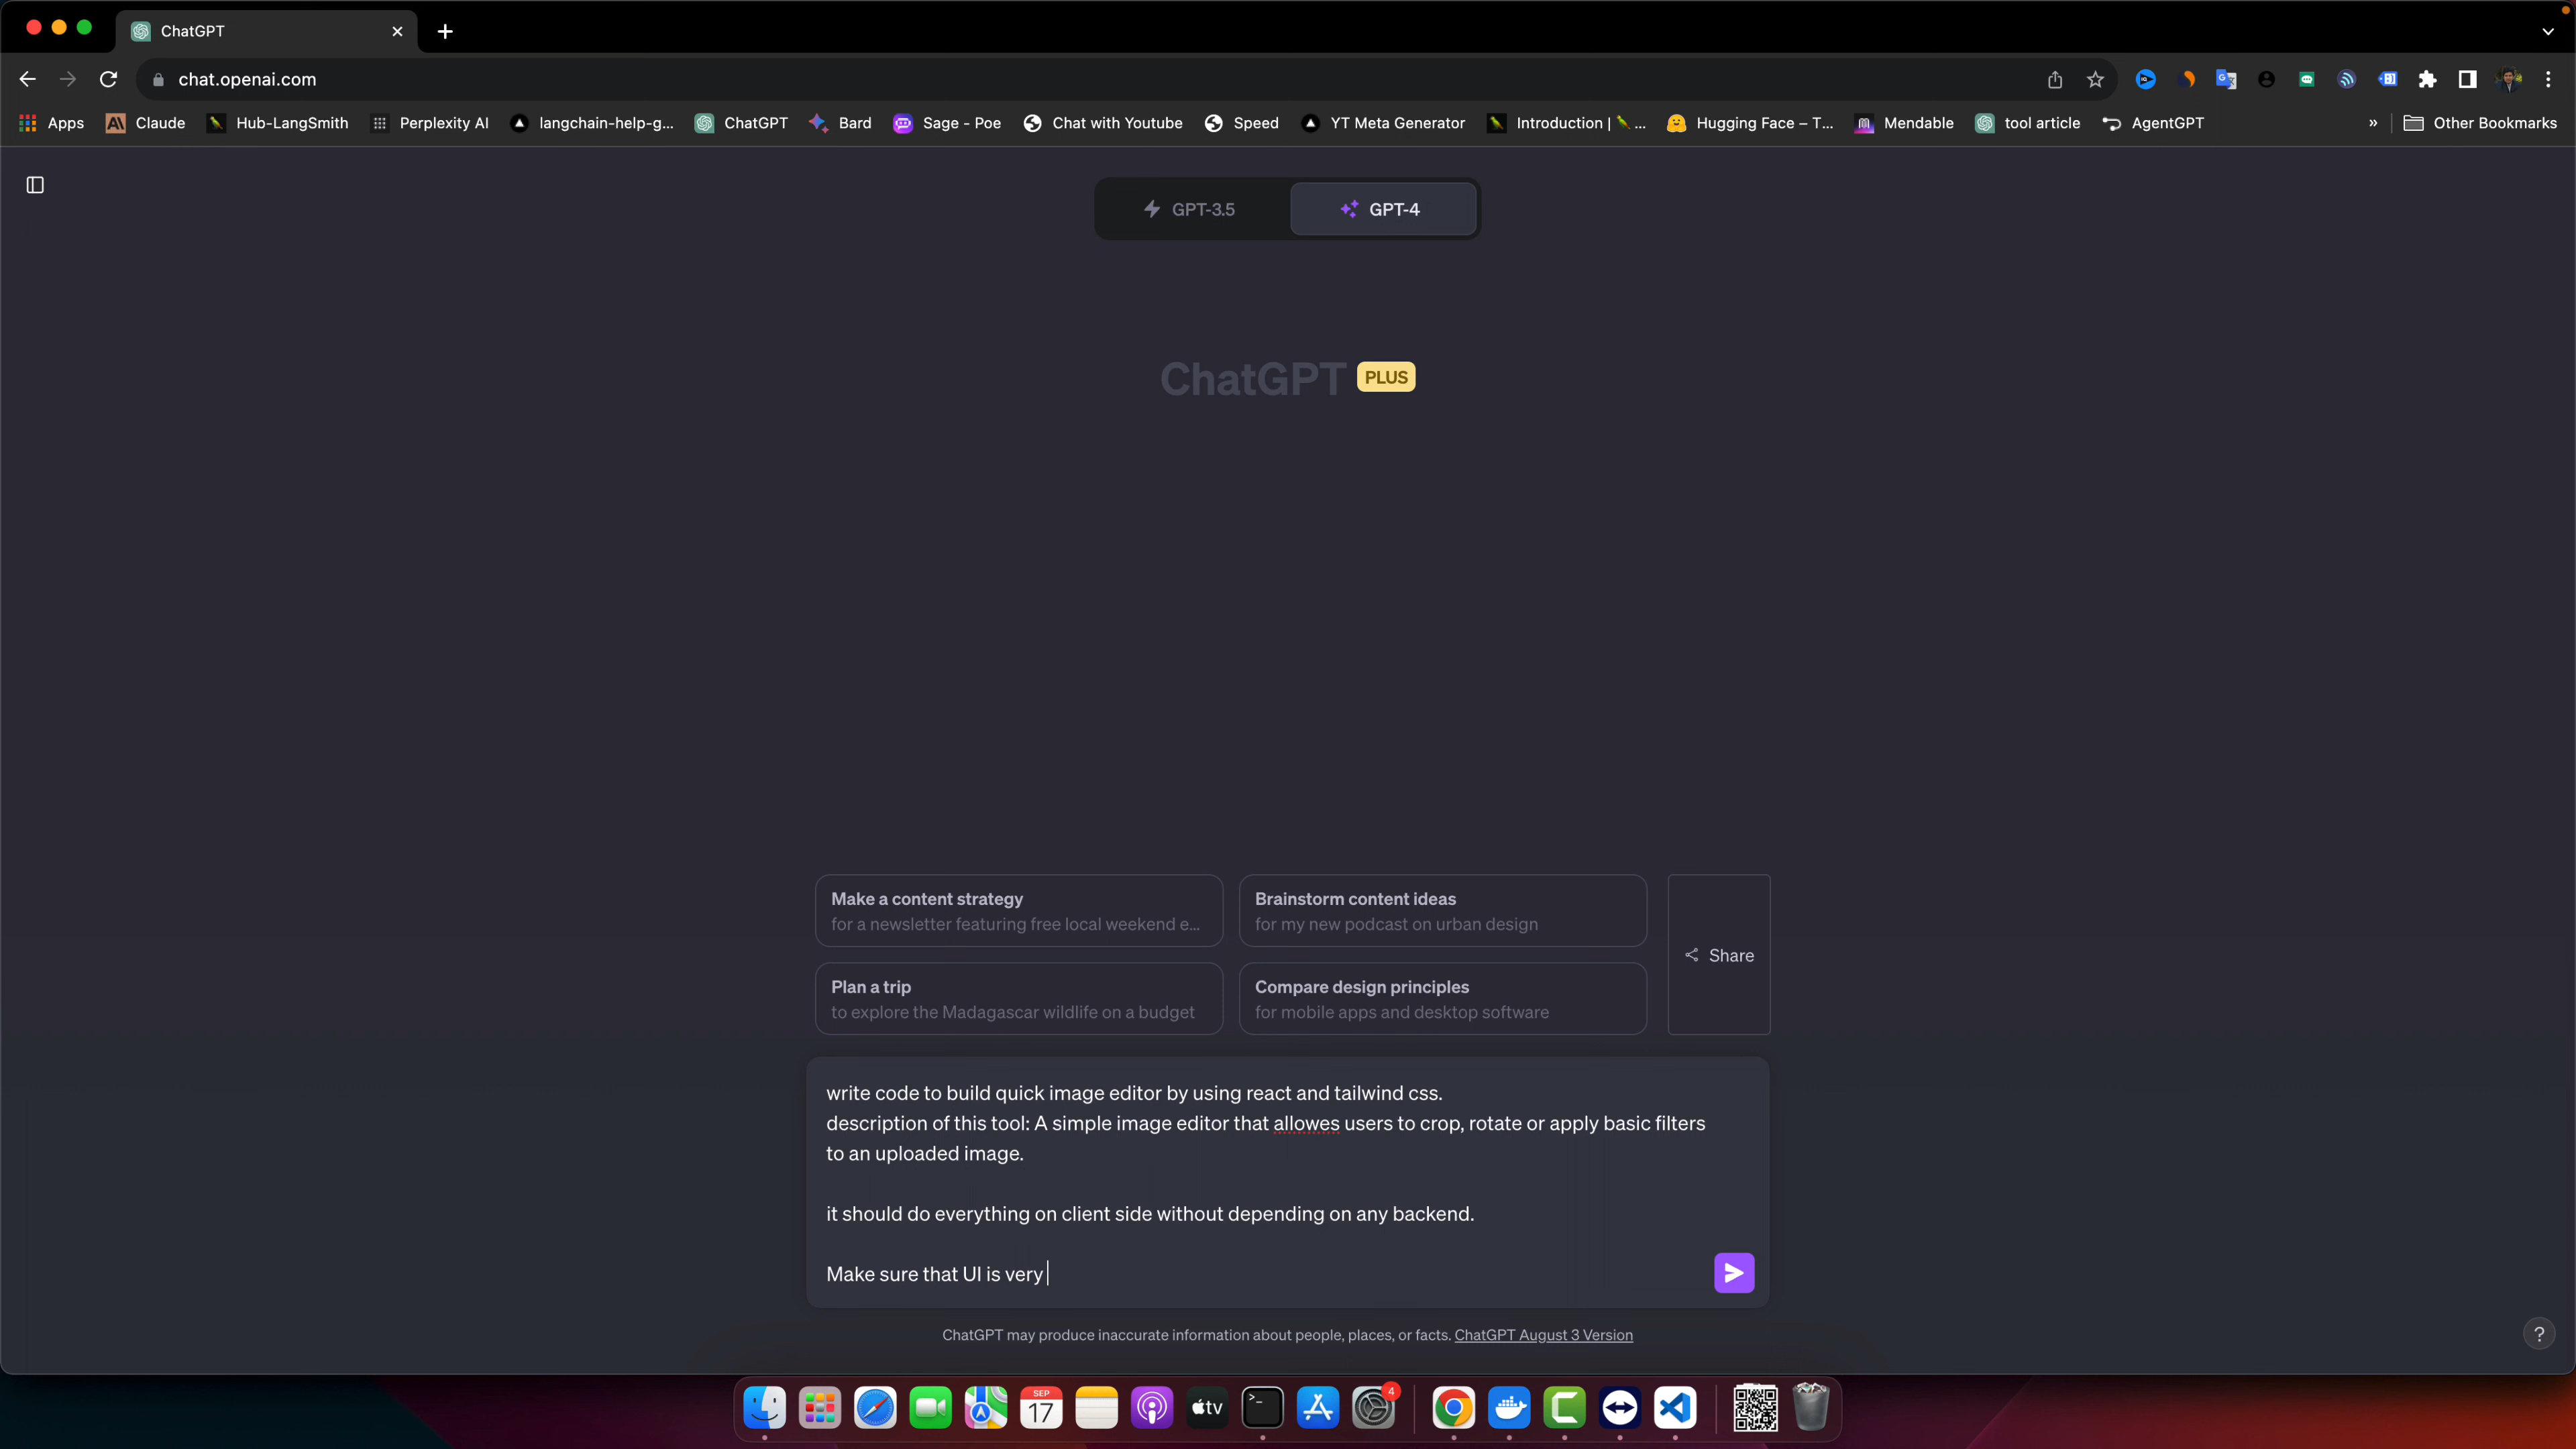 ChatGPT
chat.openai.com
Apps Claude Hub-LangSmith Perplexity AI langchain-help-g... ChatGPT Bard Sage - Poe Chat with Youtube Speed YT Meta Generator Introduction | ... Hugging Face – T... Mendable tool article AgentGPT » Other Bookmarks
GPT-3.5 GPT-4
ChatGPT PLUS
Make a content strategy
for a newsletter featuring free local weekend e...
Brainstorm content ideas
for my new podcast on urban design
Plan a trip
to explore the Madagascar wildlife on a budget
Compare design principles
for mobile apps and desktop software
Share
write code to build quick image editor by using react and tailwind css.
description of this tool: A simple image editor that allowes users to crop, rotate or apply basic filters
to an uploaded image.
it should do everything on client side without depending on any backend.
Make sure that UI is very
ChatGPT may produce inaccurate information about people, places, or facts. ChatGPT August 3 Version
?
SEP
17
tv
4